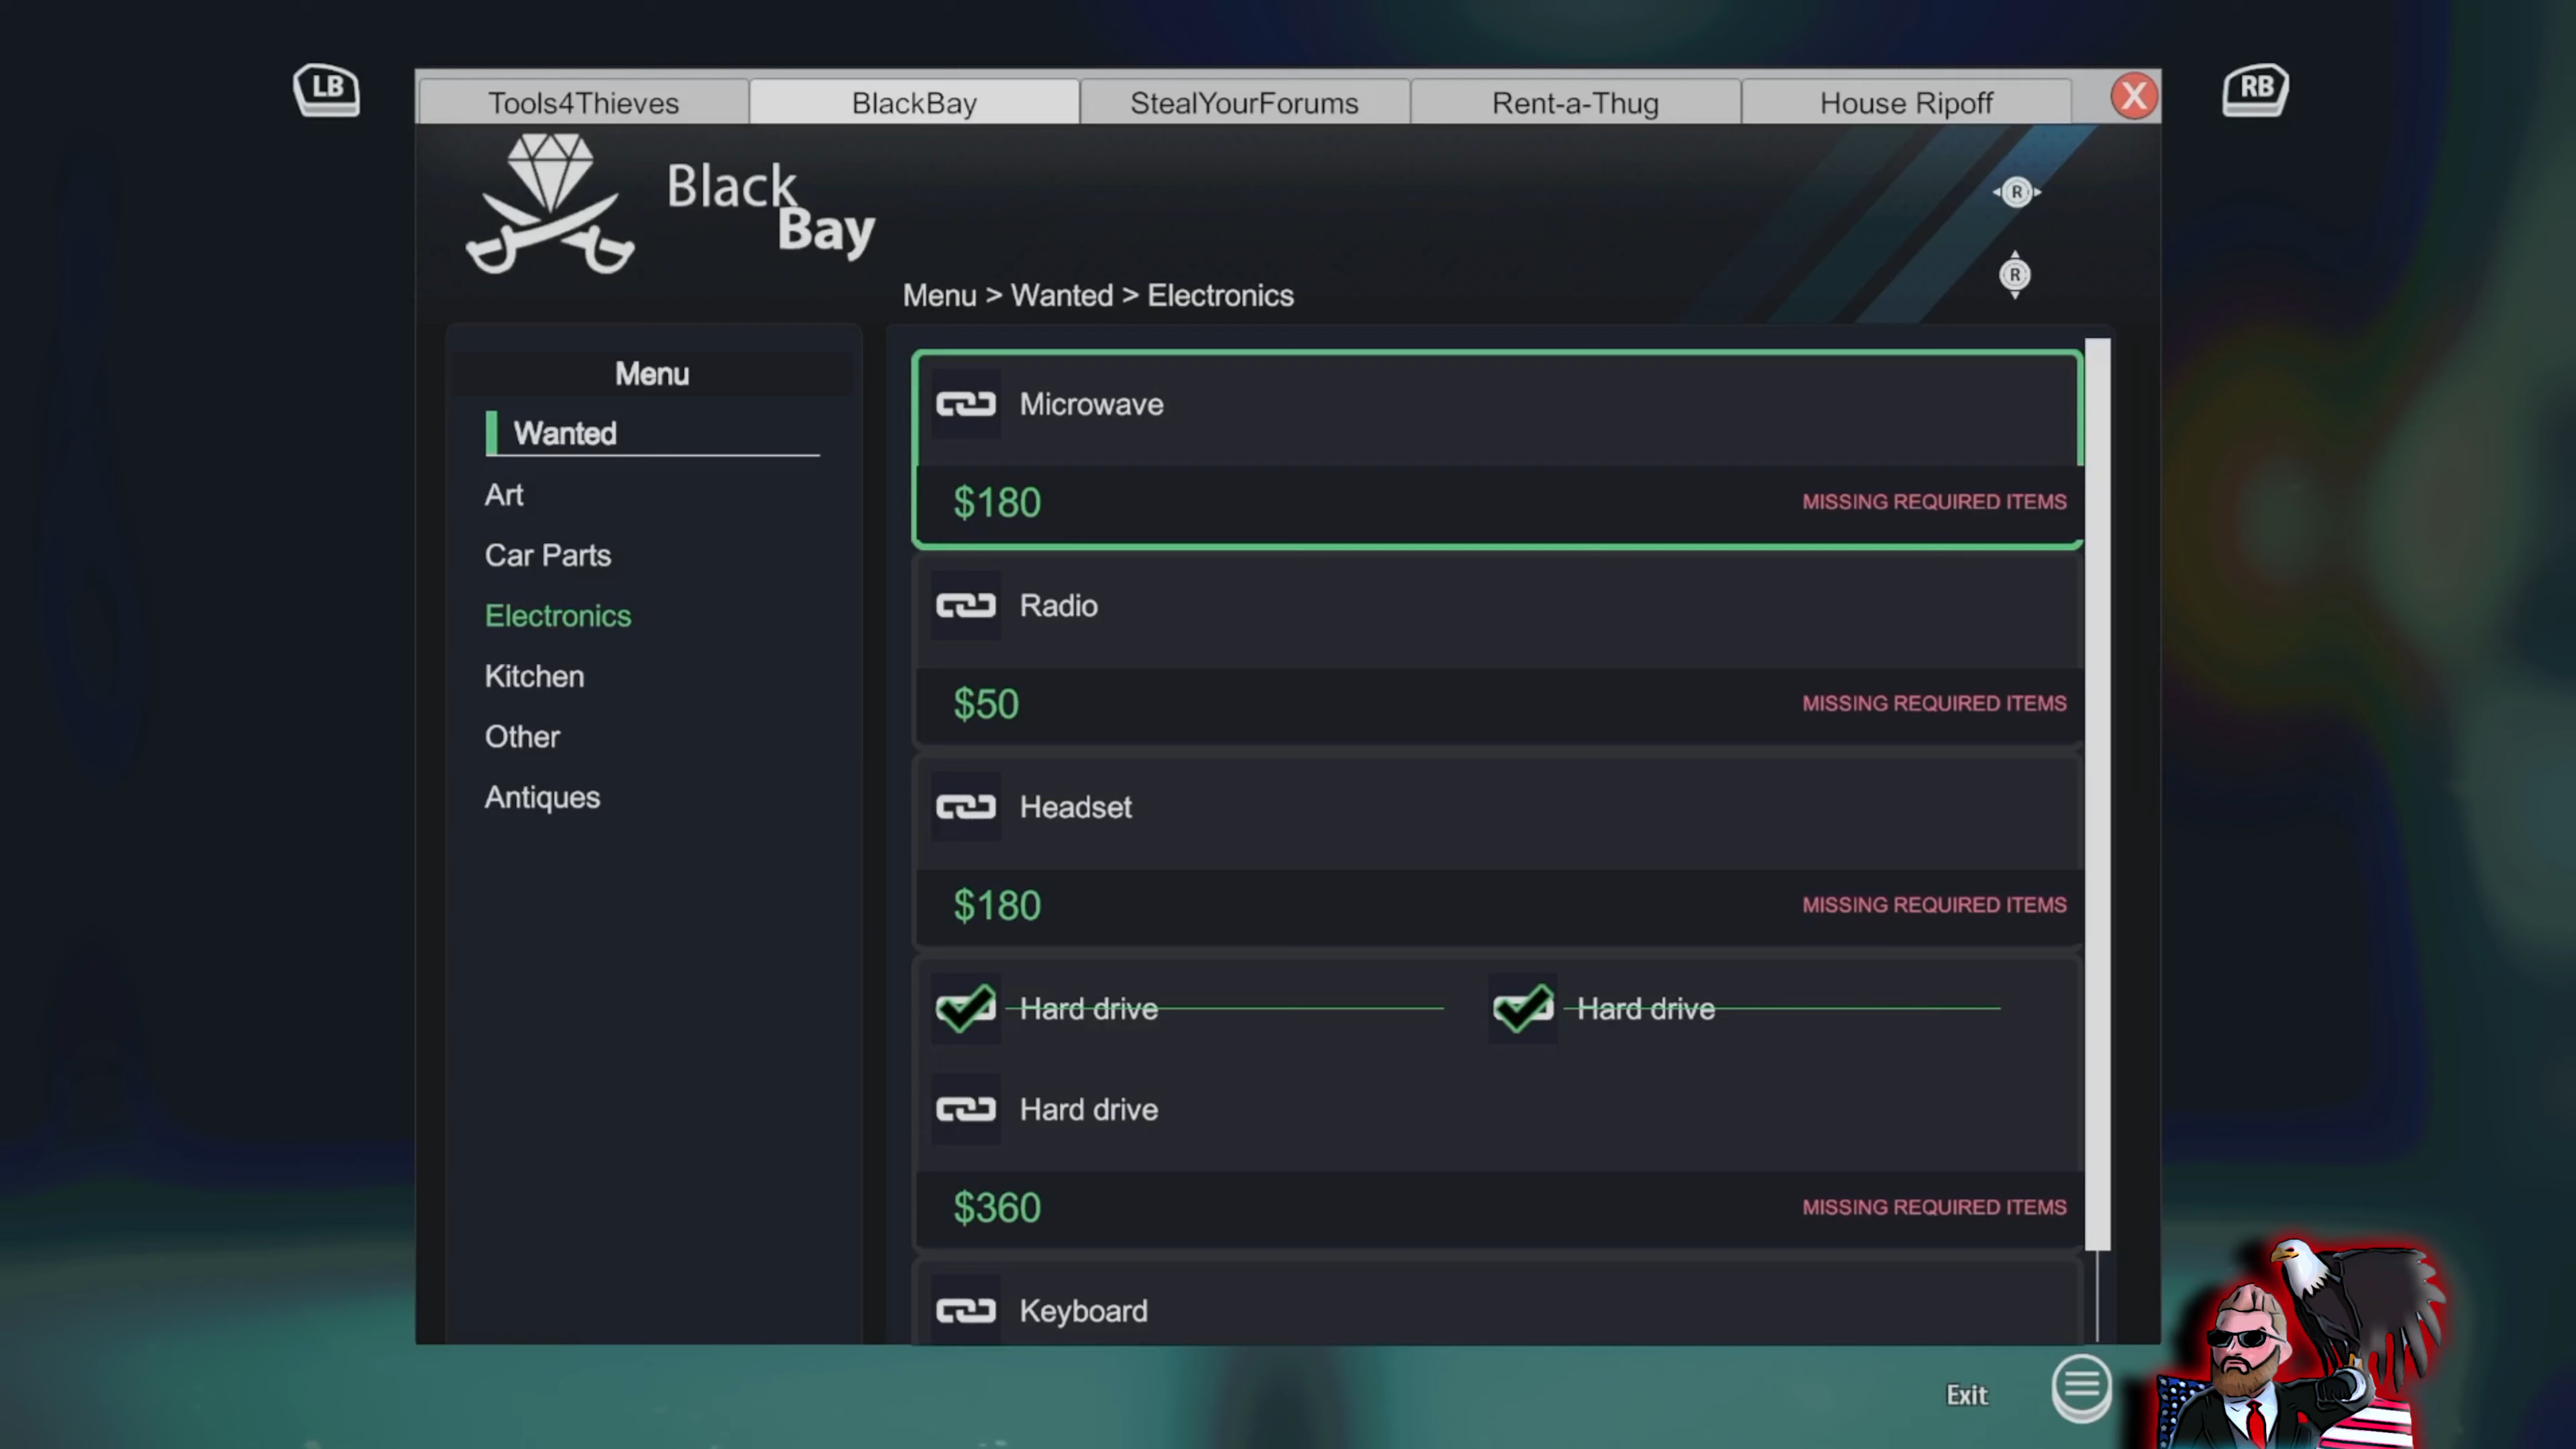 LB
RB
Tools4Thieves
BlackBay
StealYourForums
Rent-a-Thug
House Ripoff
X
Black
Bay
R
R
Menu > Wanted > Electronics
Menu
Wanted
Art
Car Parts
Electronics
Kitchen
Other
Antiques
Microwave
$180 MISSING REQUIRED ITEMS
Radio
$50 MISSING REQUIRED ITEMS
Headset
$180 MISSING REQUIRED ITEMS
Hard drive Hard drive
Hard drive
$360 MISSING REQUIRED ITEMS
Keyboard
Exit